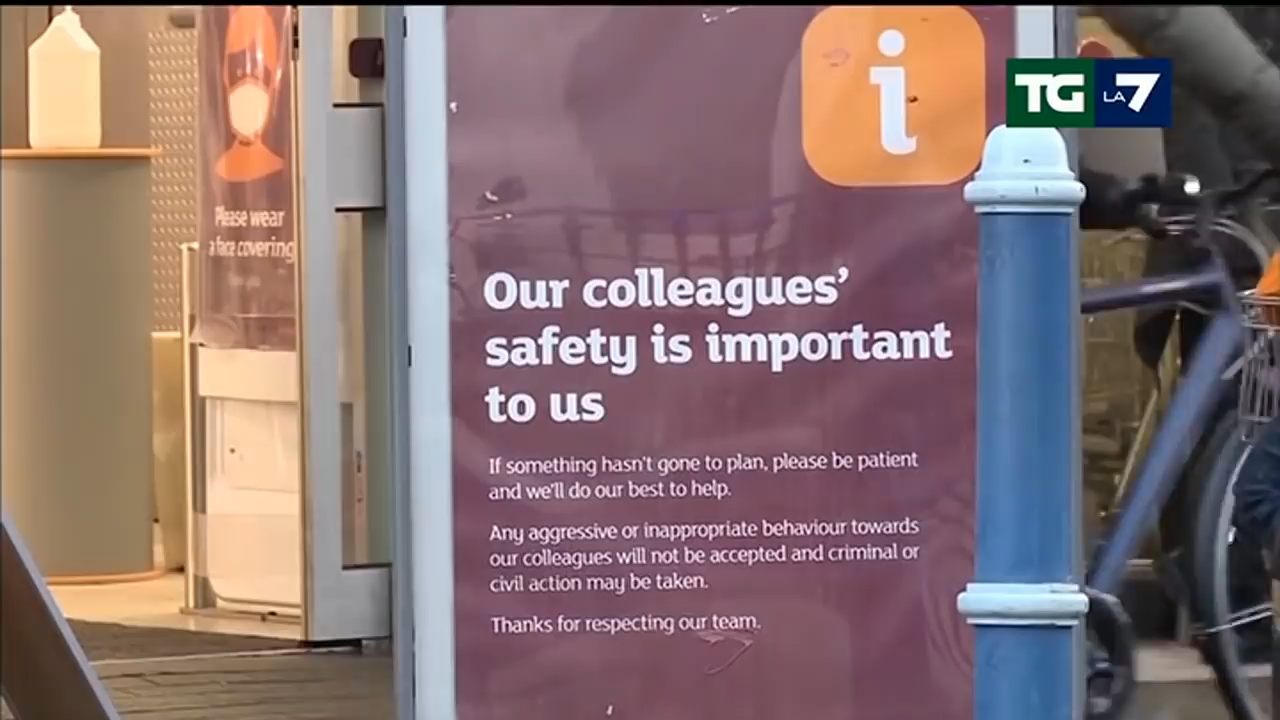 TG LA 7
i
Please wear
a face covering
Our colleagues’
safety is important
to us
If something hasn't gone to plan, please be patient
and we'll do our best to help.
Any aggressive or inappropriate behaviour towards
our colleagues will not be accepted and criminal or
civil action may be taken.
Thanks for respecting our team.